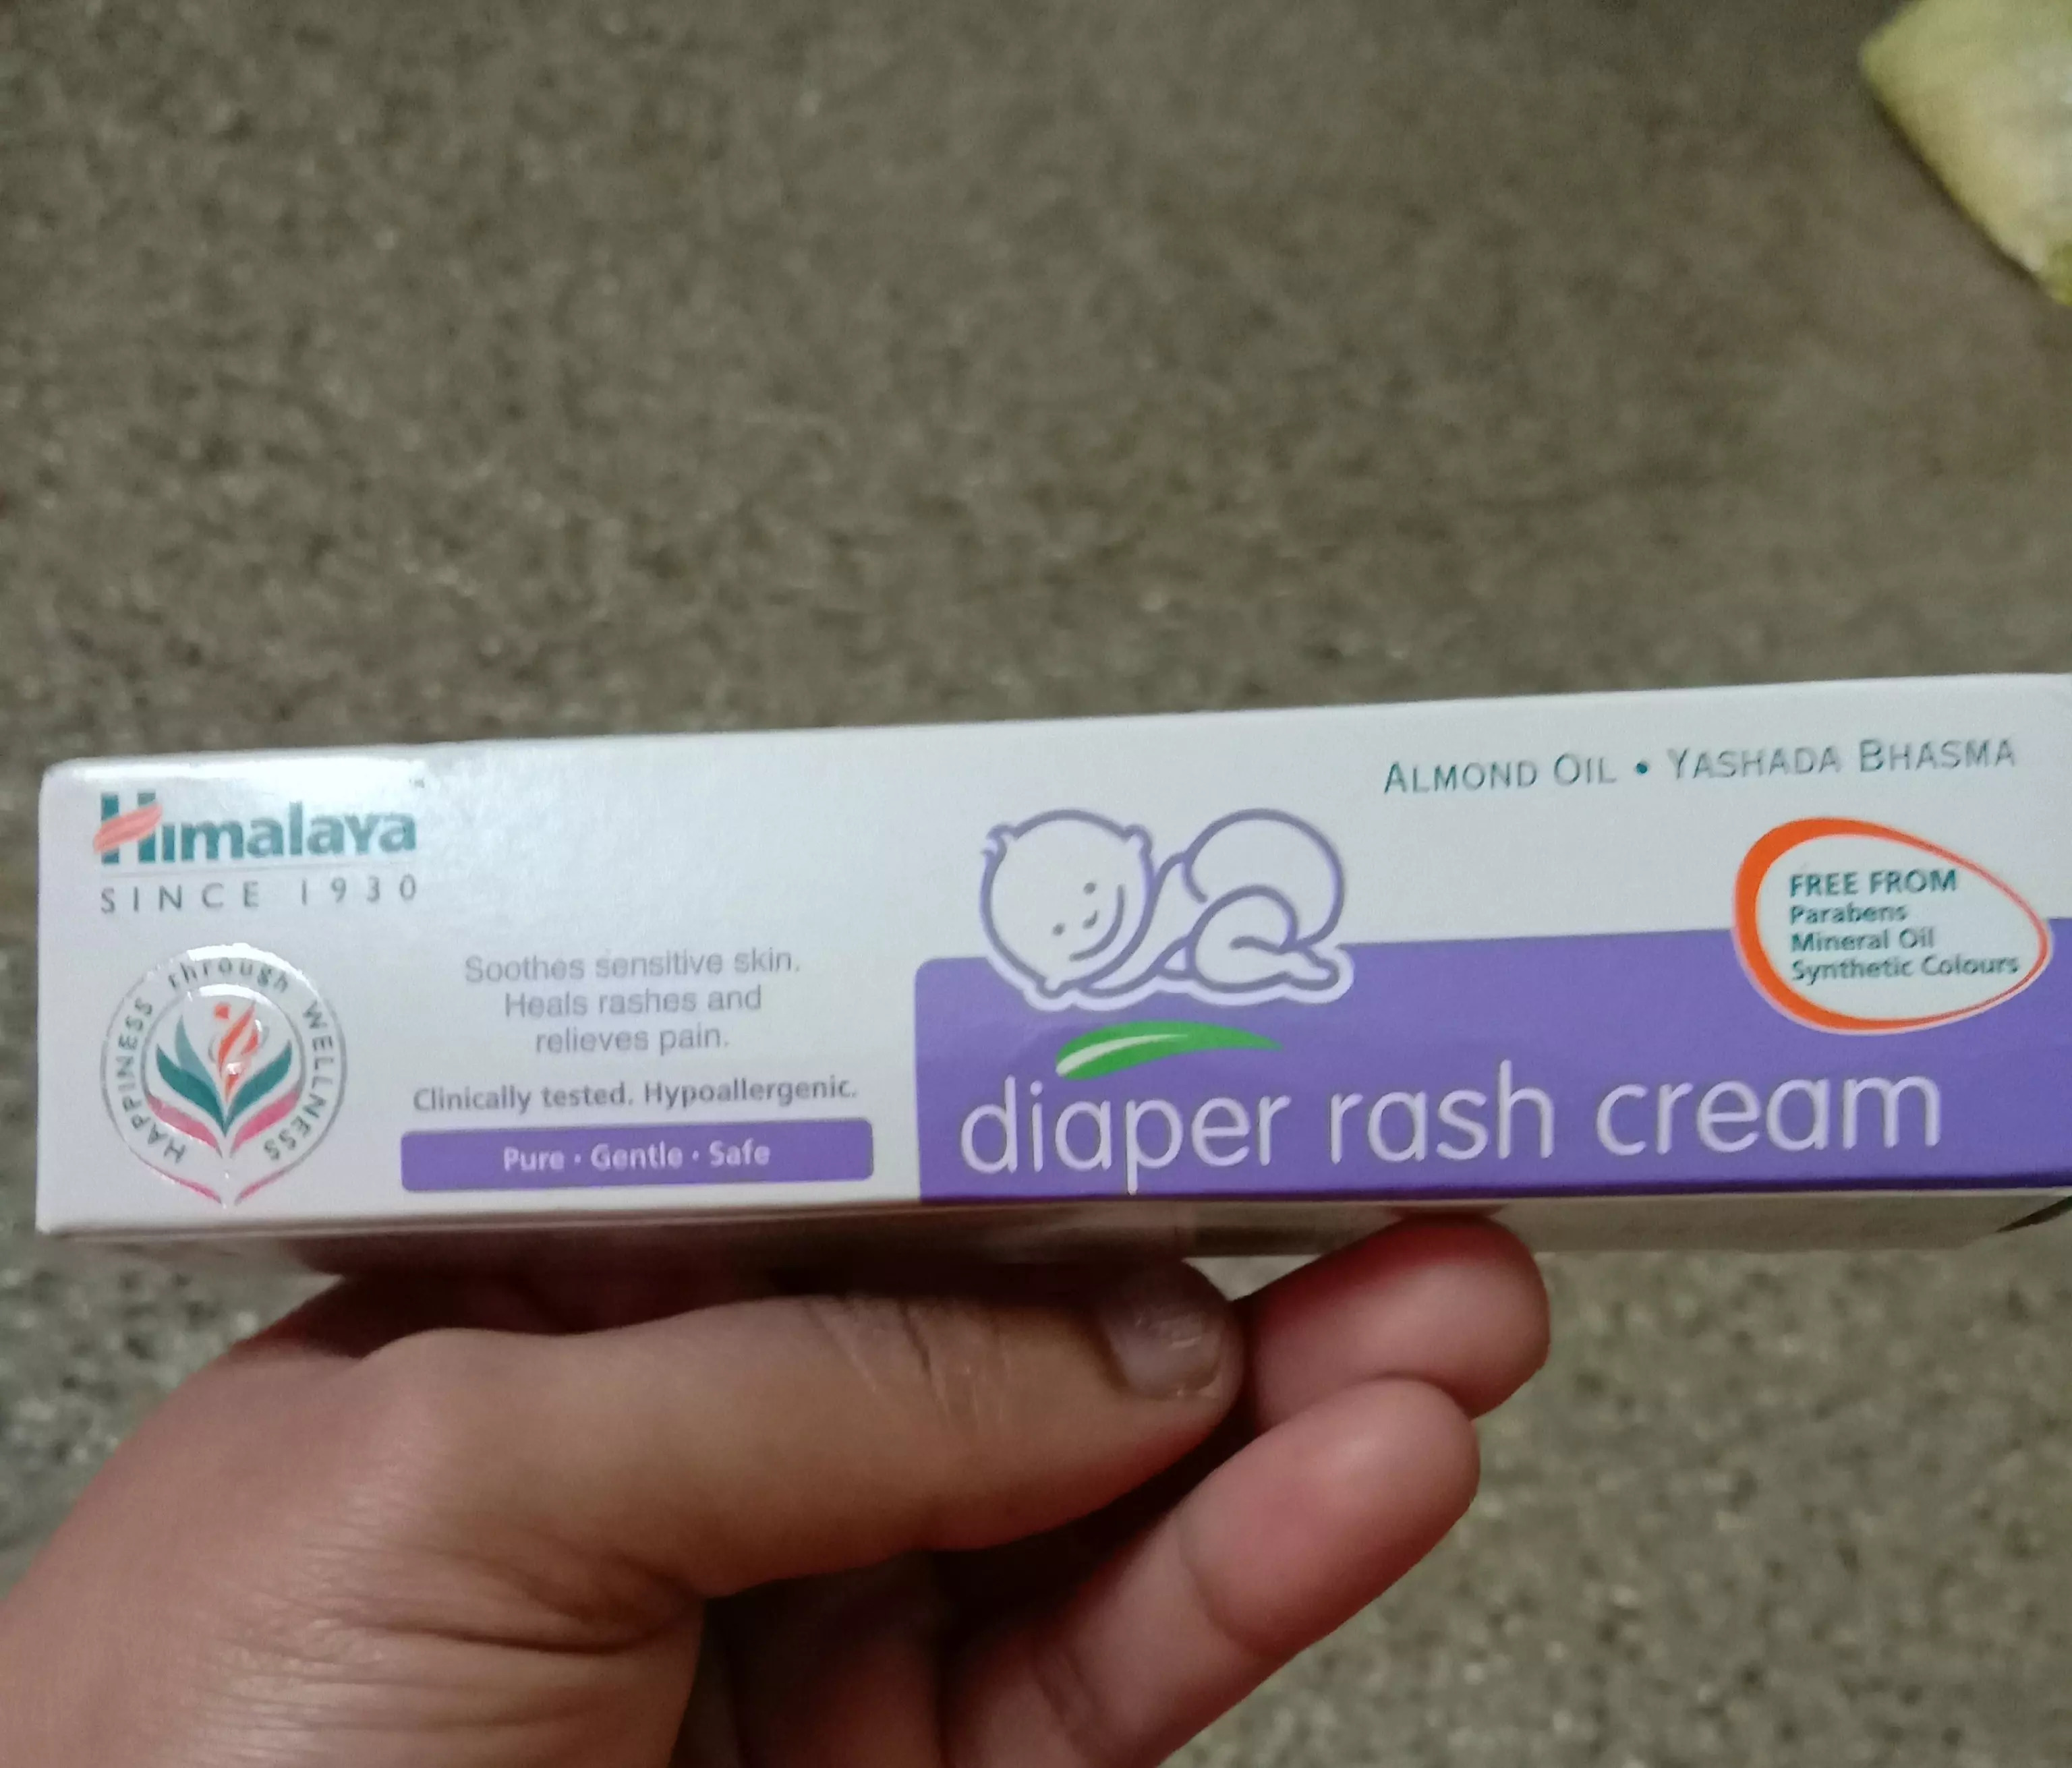 Himalaya
SINCE 1930
HAPPINESS through WELLNESS
Soothes sensitive skin.
Heals rashes and
relieves pain.
Clinically tested. Hypoallergenic.
Pure • Gentle • Safe
ALMOND OIL • YASHADA BHASMA
FREE FROM
Parabens
Mineral Oil
Synthetic Colours
diaper rash cream